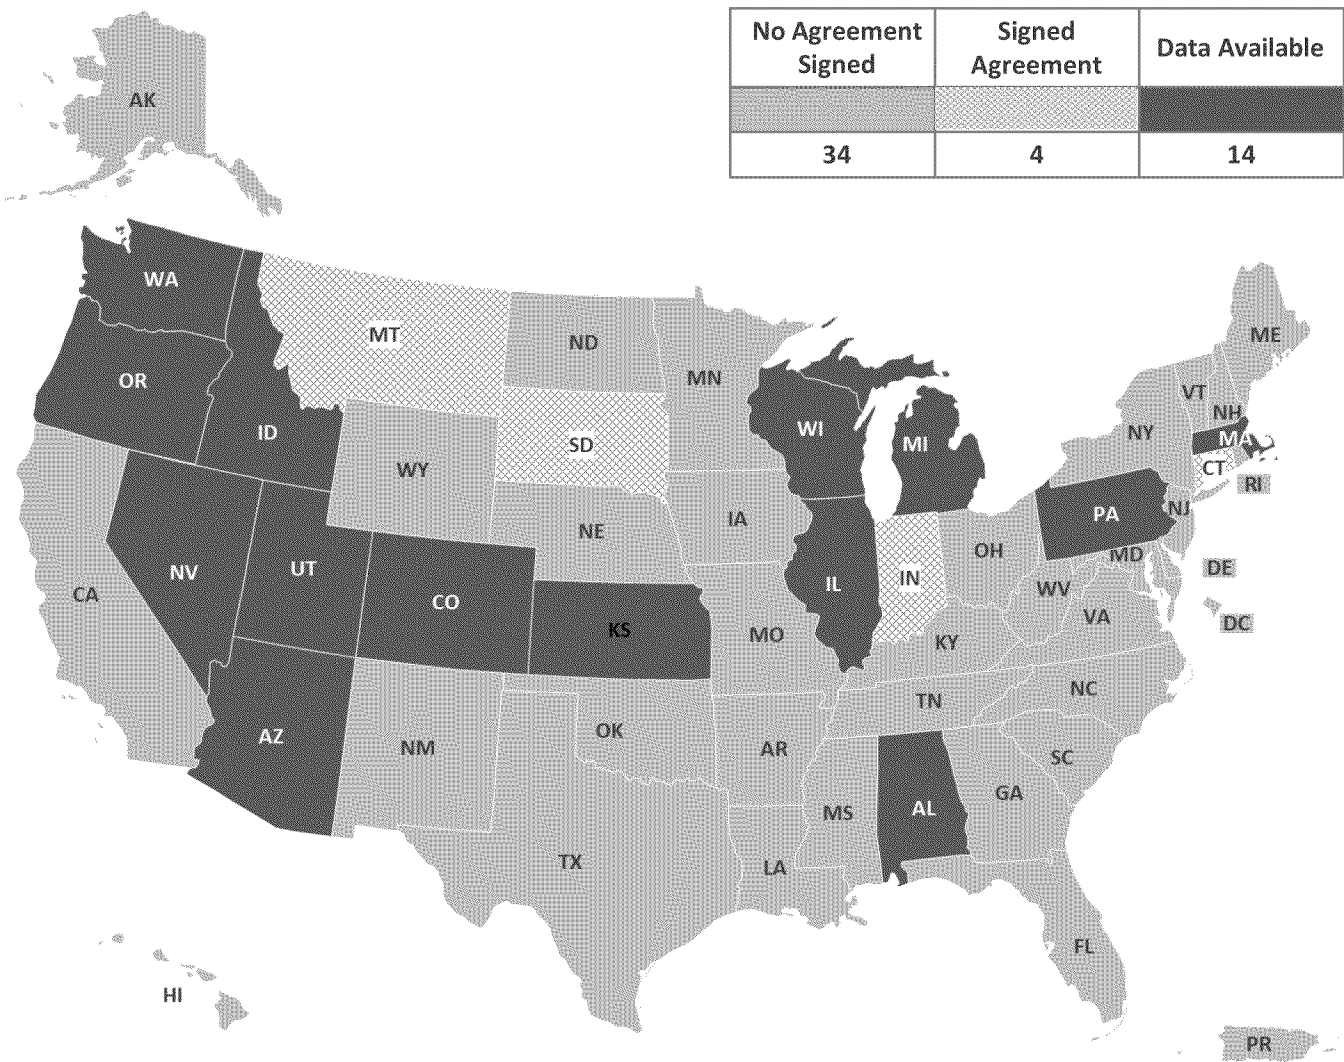 No Agreement Signed
Signed Agreement
Data Available
34
4
14
AK
WA
MT
ND
ME
OR
MN
VT
ID
SD
WI
MI
NH
NY
MA
WY
CT
RI
IA
PA
NJ
NE
OH
MD
NV
UT
IL
IN
DE
CA
CO
WV
KS
MO
VA
DC
KY
NC
TN
AZ
NM
OK
AR
SC
MS
AL
GA
TX
LA
FL
HI
PR